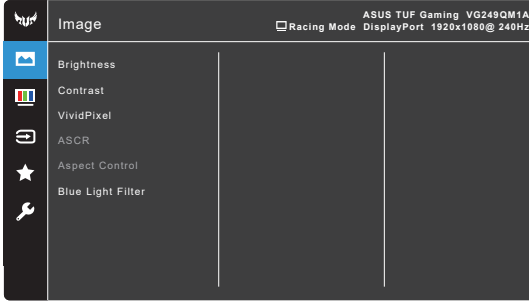 Image
ASUS TUF Gaming VG249QM1A
Racing Mode DisplayPort 1920x1080@ 240Hz
Brightness
Contrast
VividPixel
ASCR
Aspect Control
Blue Light Filter